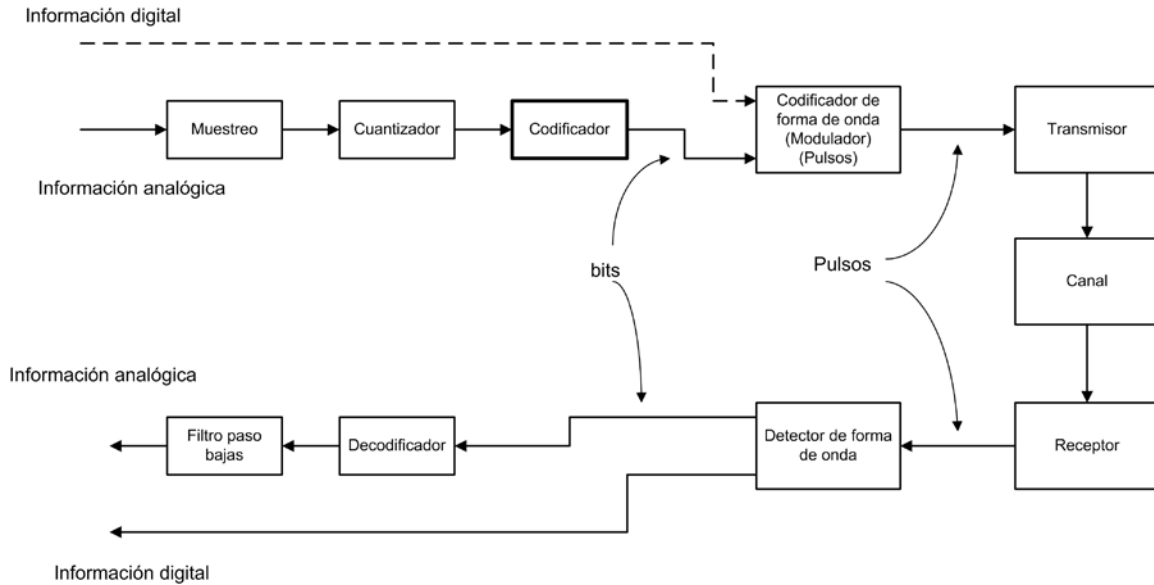 Información digital
Muestreo
Cuantizador
Codificador
Codificador de
forma de onda
(Modulador)
(Pulsos)
Transmisor
Información analógica
bits
Pulsos
Canal
Información analógica
Filtro paso
bajas
Decodificador
Detector de forma
de onda
Receptor
Información digital